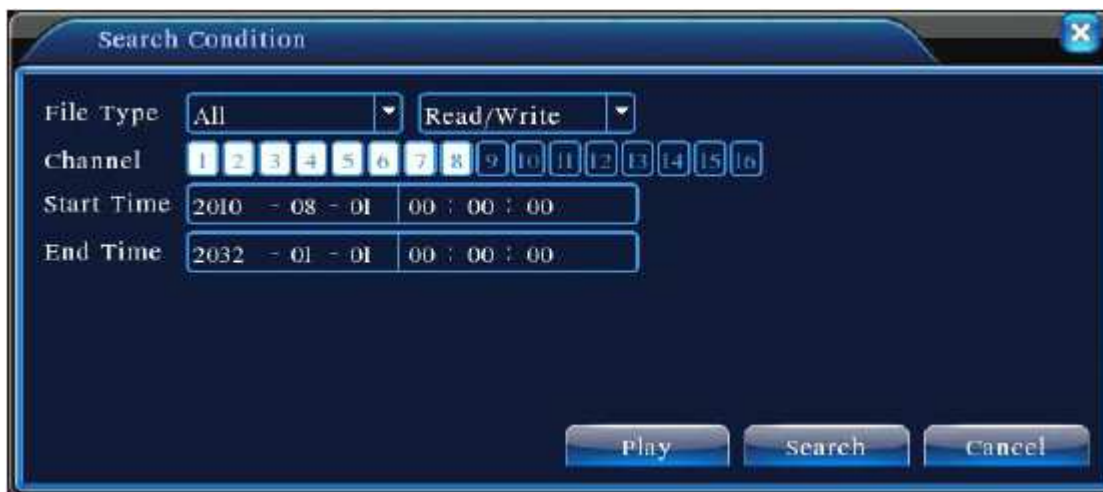 Search Condition
File Type All Read/Write
Channel 1 2 3 4 5 6 7 8 9 10 11 12 13 14 15 16
Start Time 2010 - 08 - 01 00 : 00 : 00
End Time 2032 - 01 - 01 00 : 00 : 00
Play Search Cancel